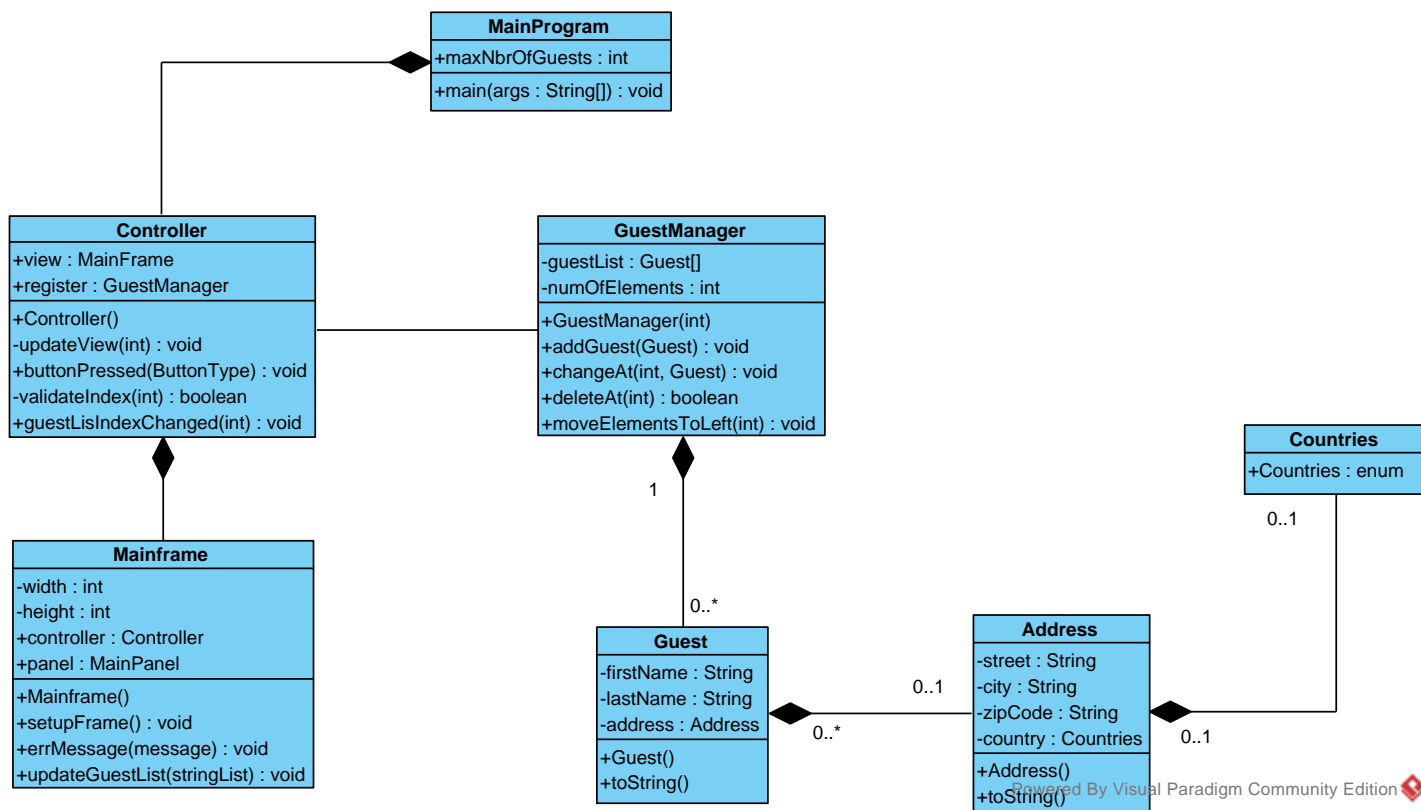 MainProgram
+maxNbrOfGuests : int
+main(args : String[]) : void
Controller
+view : MainFrame
+register : GuestManager
+Controller()
-updateView(int) : void
+buttonPressed(ButtonType) : void
-validateIndex(int) : boolean
+guestLisIndexChanged(int) : void
GuestManager
-guestList : Guest[]
-numOfElements : int
+GuestManager(int)
+addGuest(Guest) : void
+changeAt(int, Guest) : void
+deleteAt(int) : boolean
+moveElementsToLeft(int) : void
Countries
+Countries : enum
0..1
1
0..*
Mainframe
-width : int
-height : int
+controller : Controller
+panel : MainPanel
+Mainframe()
+setupFrame() : void
+errMessage(message) : void
+updateGuestList(stringList) : void
Guest
-firstName : String
-lastName : String
-address : Address
+Guest()
+toString()
0..1
0..*
Address
-street : String
-city : String
-zipCode : String
-country : Countries
+Address()
+toString()
0..1
Powered By Visual Paradigm Community Edition